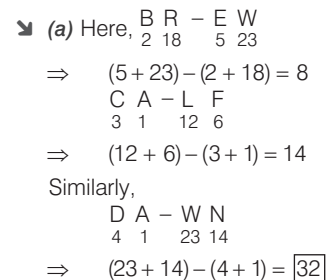 ➘ (a) Here, B R – E W
2 18 5 23
⇒ (5 + 23) – (2 + 18) = 8
C A – L F
3 1 12 6
⇒ (12 + 6) – (3 + 1) = 14
Similarly,
D A – W N
4 1 23 14
⇒ (23 + 14) – (4 + 1) = 32